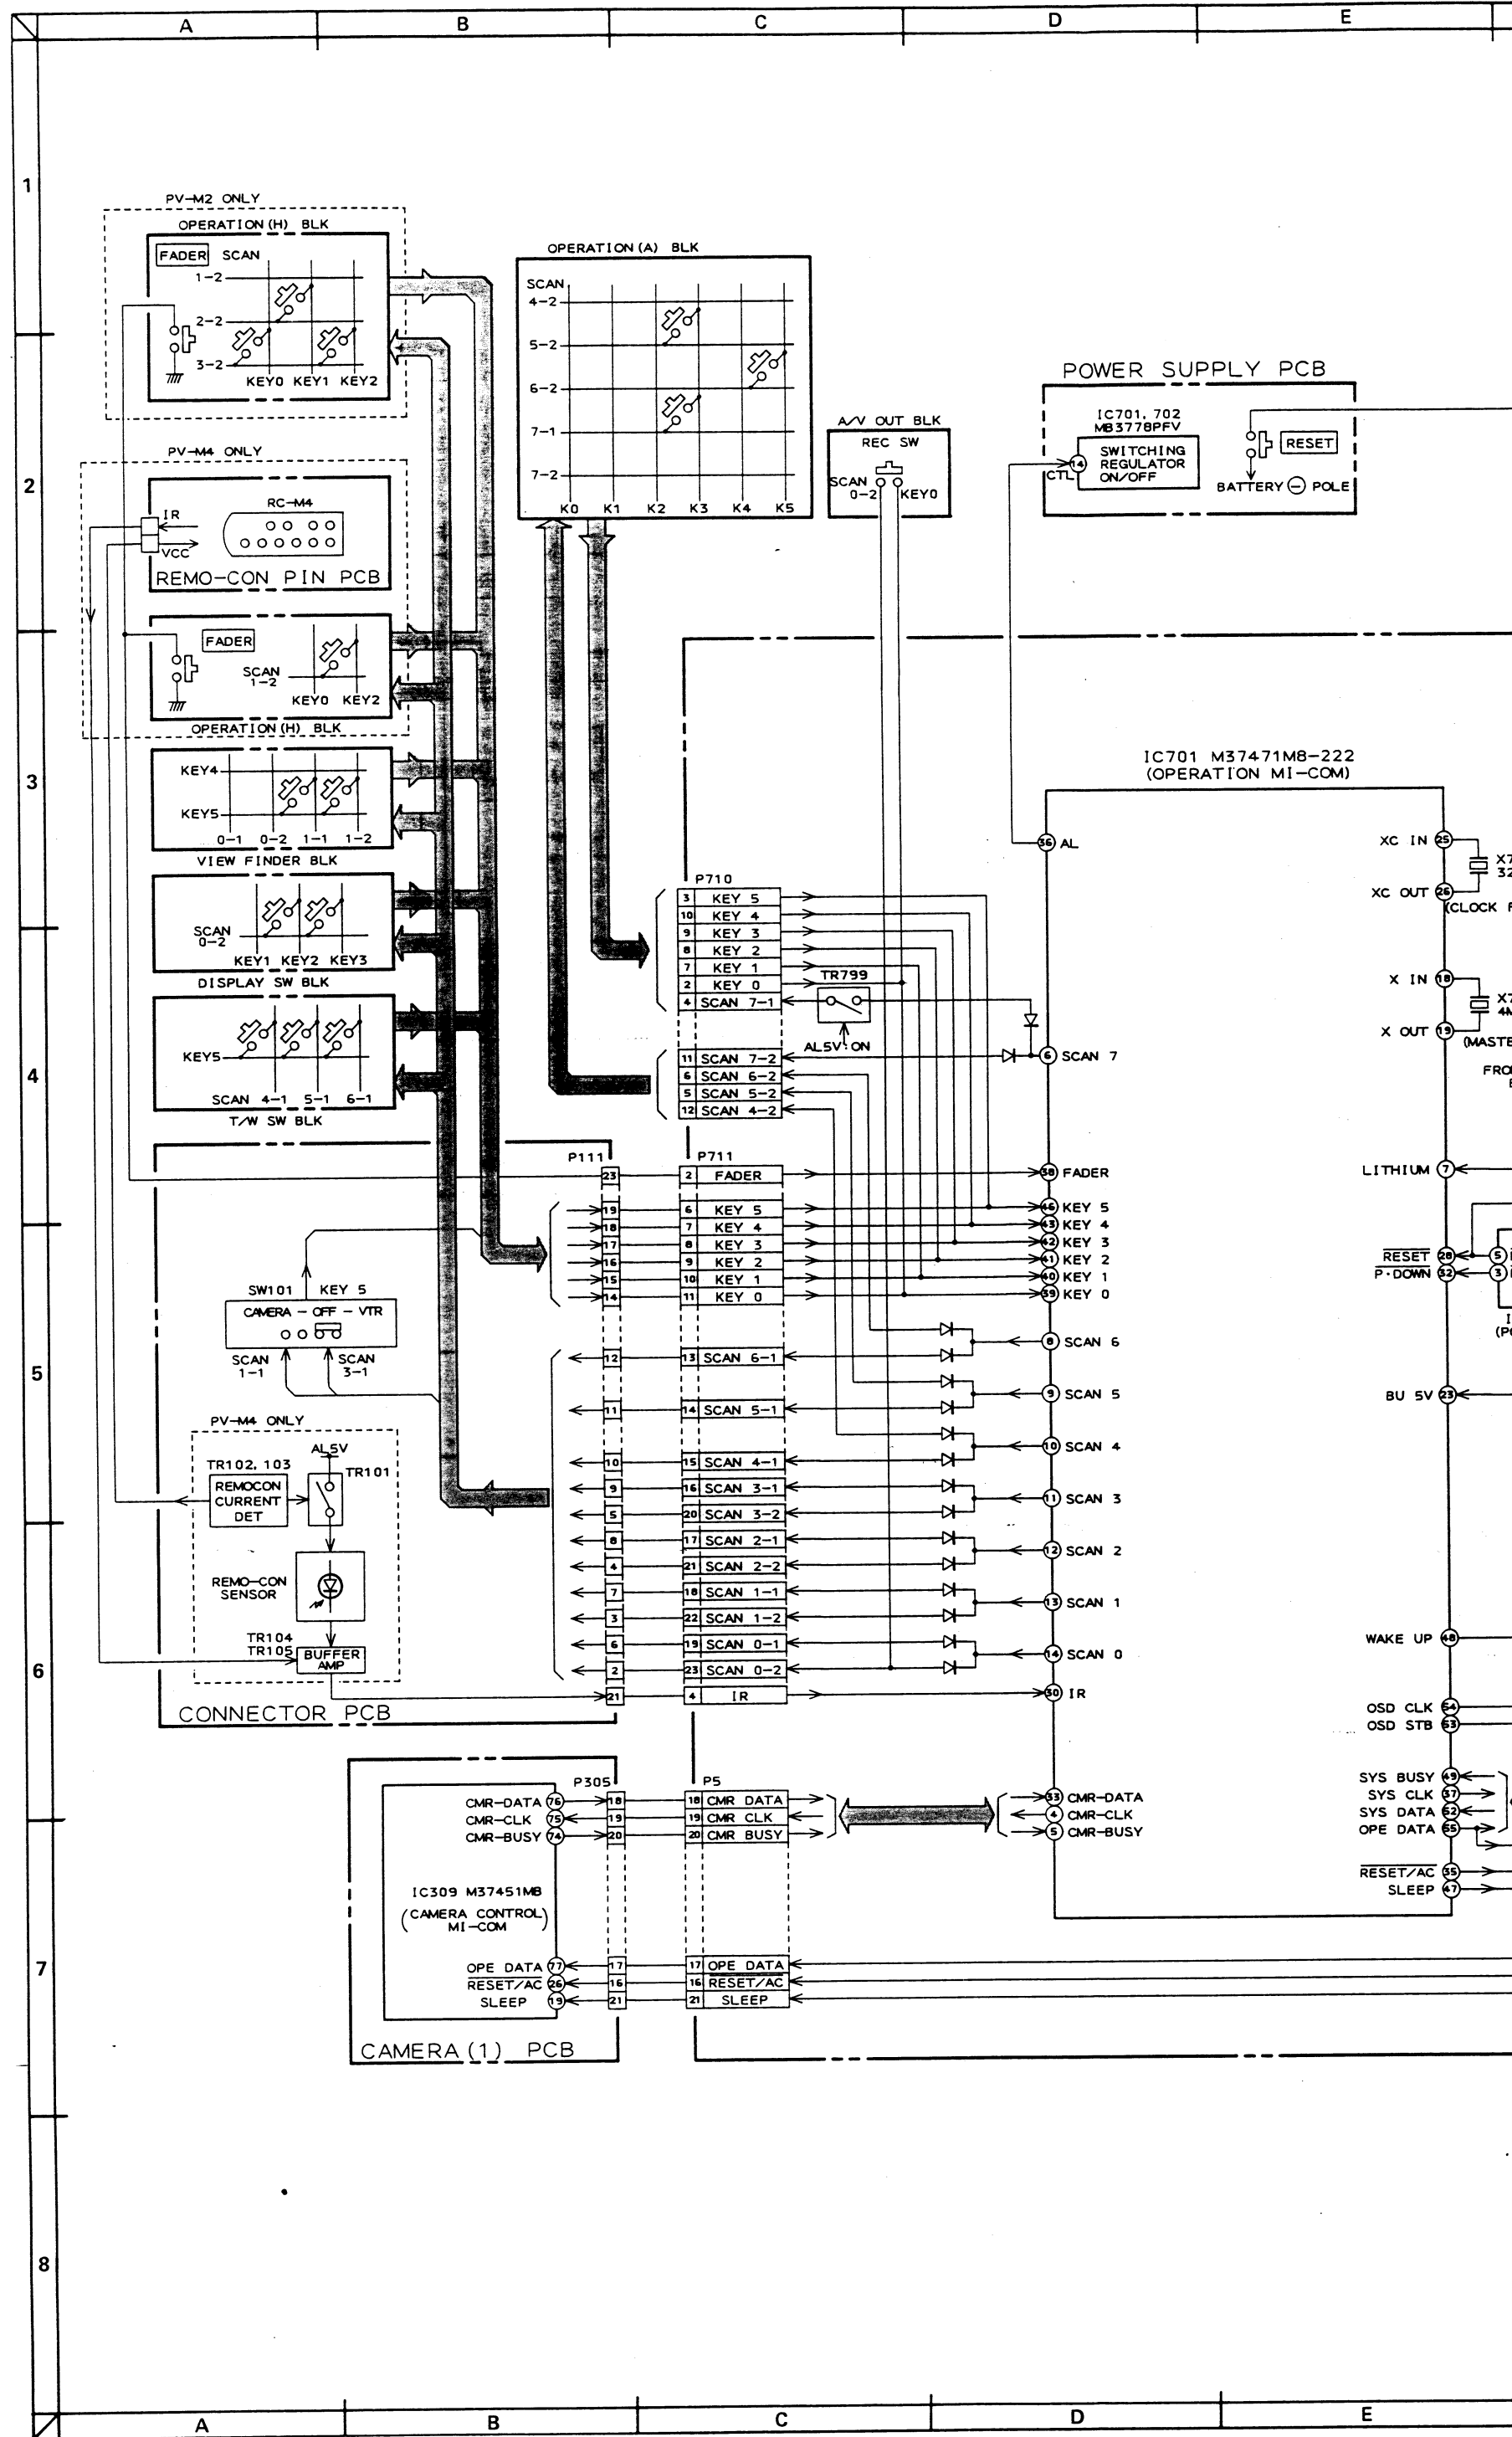 A B C D E
1
PV-M2 ONLY
OPERATION(H) BLK
FADER SCAN
1-2
2-2
3-2
KEY0 KEY1 KEY2
OPERATION(A) BLK
SCAN
4-2
5-2
6-2
7-1
7-2
K0 K1 K2 K3 K4 K5
A/V OUT BLK
REC SW
SCAN
0-2 KEY0
POWER SUPPLY PCB
IC701, 702
MB3778PFV
14
CTL
SWITCHING
REGULATOR
ON/OFF
RESET
BATTERY ⊖ POLE
2
PV-M4 ONLY
IR
VCC
RC-M4
REMO-CON PIN PCB
FADER
SCAN
1-2
KEY0 KEY2
OPERATION(H) BLK
3
KEY4
KEY5
0-1 0-2 1-1 1-2
VIEW FINDER BLK
SCAN
0-2
KEY1 KEY2 KEY3
DISPLAY SW BLK
4
KEY5
SCAN 4-1 5-1 6-1
T/W SW BLK
P710
3 KEY 5
10 KEY 4
9 KEY 3
8 KEY 2
7 KEY 1
2 KEY 0
4 SCAN 7-1
11 SCAN 7-2
6 SCAN 6-2
5 SCAN 5-2
12 SCAN 4-2
TR799
AL5V:ON
IC701 M37471M8-222
(OPERATION MI-COM)
36 AL
6 SCAN 7
38 FADER
46 KEY 5
43 KEY 4
42 KEY 3
41 KEY 2
40 KEY 1
39 KEY 0
8 SCAN 6
9 SCAN 5
10 SCAN 4
11 SCAN 3
12 SCAN 2
13 SCAN 1
14 SCAN 0
30 IR
33 CMR-DATA
4 CMR-CLK
5 CMR-BUSY
XC IN 25
XC OUT 26
X7
32
(CLOCK F
X IN 18
X OUT 19
X7
4M
(MASTE
FRO
LITHIUM 7
RESET 28
P·DOWN 32
5
3
I
(PO
BU 5V 23
WAKE UP 48
OSD CLK 54
OSD STB 53
SYS BUSY 49
SYS CLK 37
SYS DATA 52
OPE DATA 55
RESET/AC 35
SLEEP 47
P111 P711
23 2 FADER
19 6 KEY 5
18 7 KEY 4
17 8 KEY 3
16 9 KEY 2
15 10 KEY 1
14 11 KEY 0
12 13 SCAN 6-1
11 14 SCAN 5-1
10 15 SCAN 4-1
9 16 SCAN 3-1
5 20 SCAN 3-2
8 17 SCAN 2-1
4 21 SCAN 2-2
7 18 SCAN 1-1
3 22 SCAN 1-2
6 19 SCAN 0-1
2 23 SCAN 0-2
21 4 IR
5
SW101 KEY 5
CAMERA - OFF - VTR
SCAN
1-1
SCAN
3-1
PV-M4 ONLY
AL5V
TR102, 103
TR101
REMOCON
CURRENT
DET
REMO-CON
SENSOR
6
TR104
TR105
BUFFER
AMP
CONNECTOR PCB
P305 P5
CMR-DATA 76 18 18 CMR DATA
CMR-CLK 75 19 19 CMR CLK
CMR-BUSY 74 20 20 CMR BUSY
IC309 M37451M8
(CAMERA CONTROL)
MI-COM
7
OPE DATA 77 17 17 OPE DATA
RESET/AC 26 16 16 RESET/AC
SLEEP 19 21 21 SLEEP
CAMERA(1) PCB
8
A B C D E